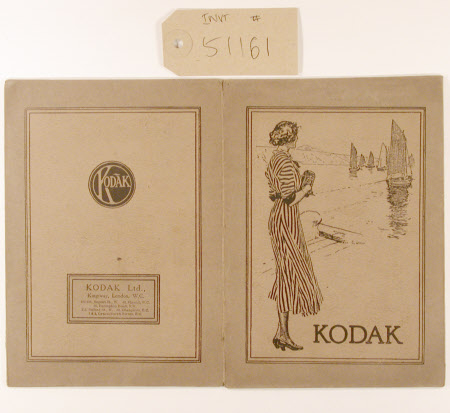 INVT #
51161
KODAK
KODAK Ltd.,
Kingsway, London, W.C.
KODAK